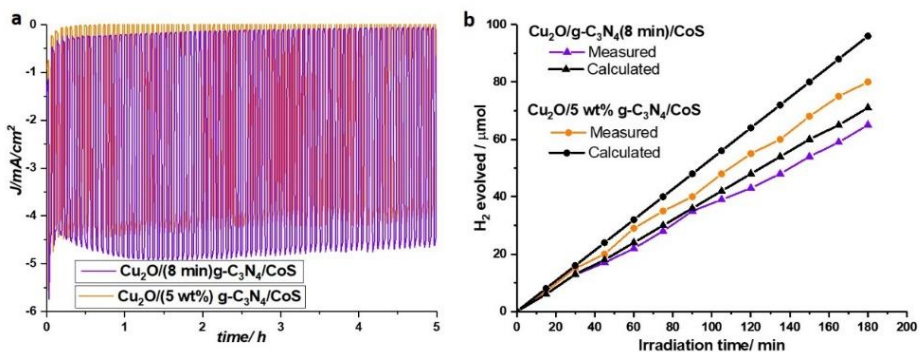 a
0
-1
-2
-3
-4
-5
-6
J/mA/cm²
Cu₂O/(8 min)g-C₃N₄/CoS
Cu₂O/(5 wt%) g-C₃N₄/CoS
0 1 2 3 4 5
time/ h
b
100
80
60
40
20
0
H₂ evolved / μmol
Cu₂O/g-C₃N₄(8 min)/CoS
Measured
Calculated
Cu₂O/5 wt% g-C₃N₄/CoS
Measured
Calculated
0 20 40 60 80 100 120 140 160 180 200
Irradiation time/ min